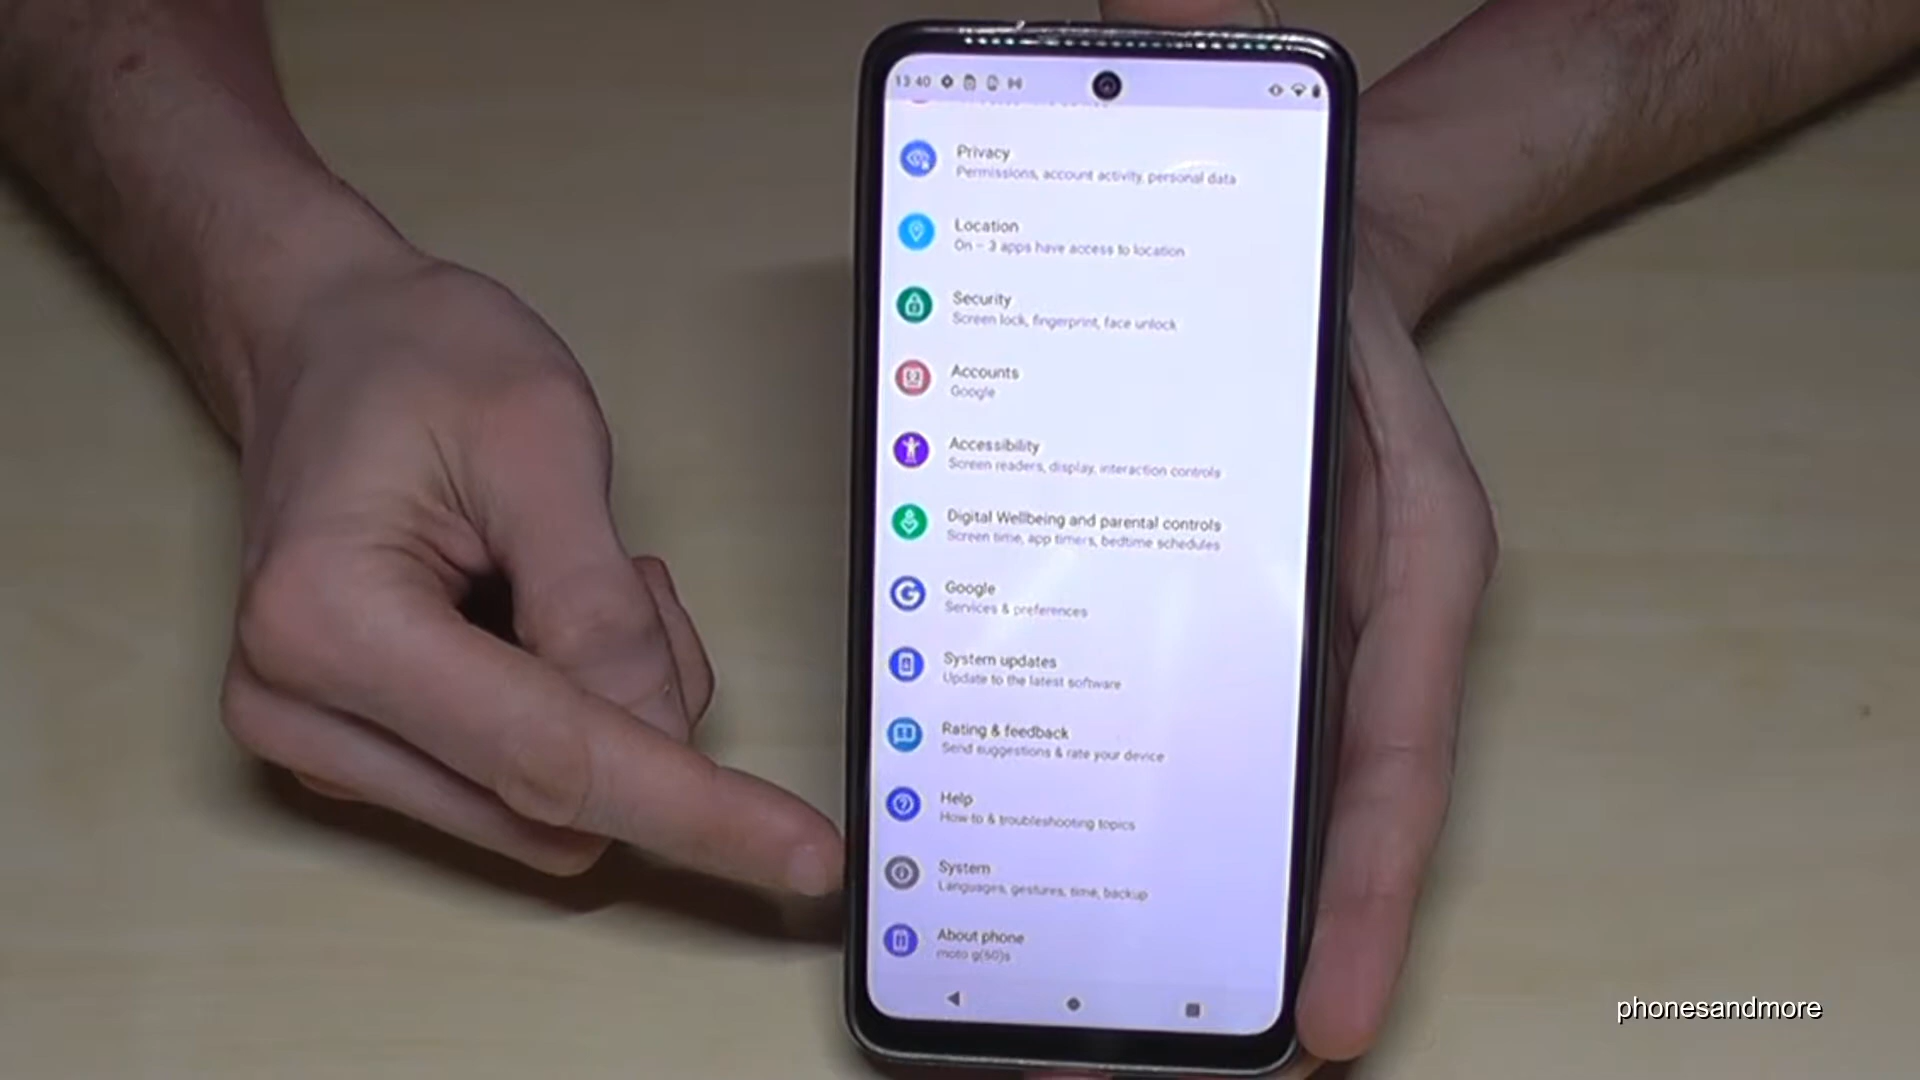 13 40
Privacy
Permissions, account activity, personal data
Location
On – 3 apps have access to location
Security
Screen lock, fingerprint, face unlock
Accounts
Google
Accessibility
Screen readers, display, interaction controls
Digital Wellbeing and parental controls
Screen time, app timers, bedtime schedules
Google
Services & preferences
System updates
Update to the latest software
Rating & feedback
Send suggestions & rate your device
Help
How-to & troubleshooting topics
System
Languages, gestures, time, backup
About phone
moto g(60)s
phonesandmore